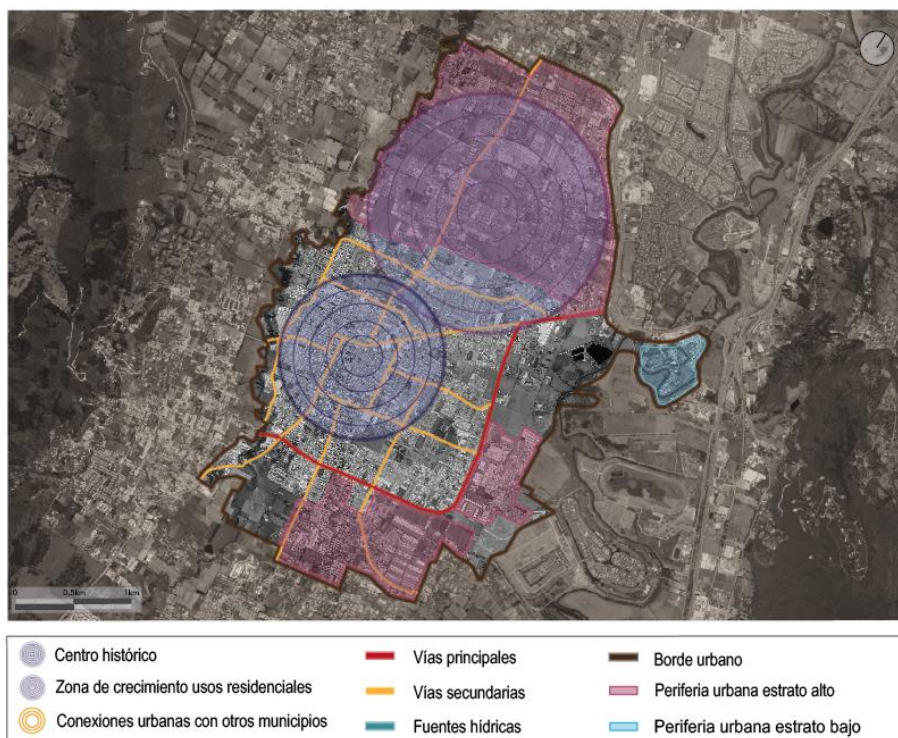 0 0.5km 1km
Centro histórico
Zona de crecimiento usos residenciales
Conexiones urbanas con otros municipios
Vías principales
Vías secundarias
Fuentes hídricas
Borde urbano
Periferia urbana estrato alto
Periferia urbana estrato bajo